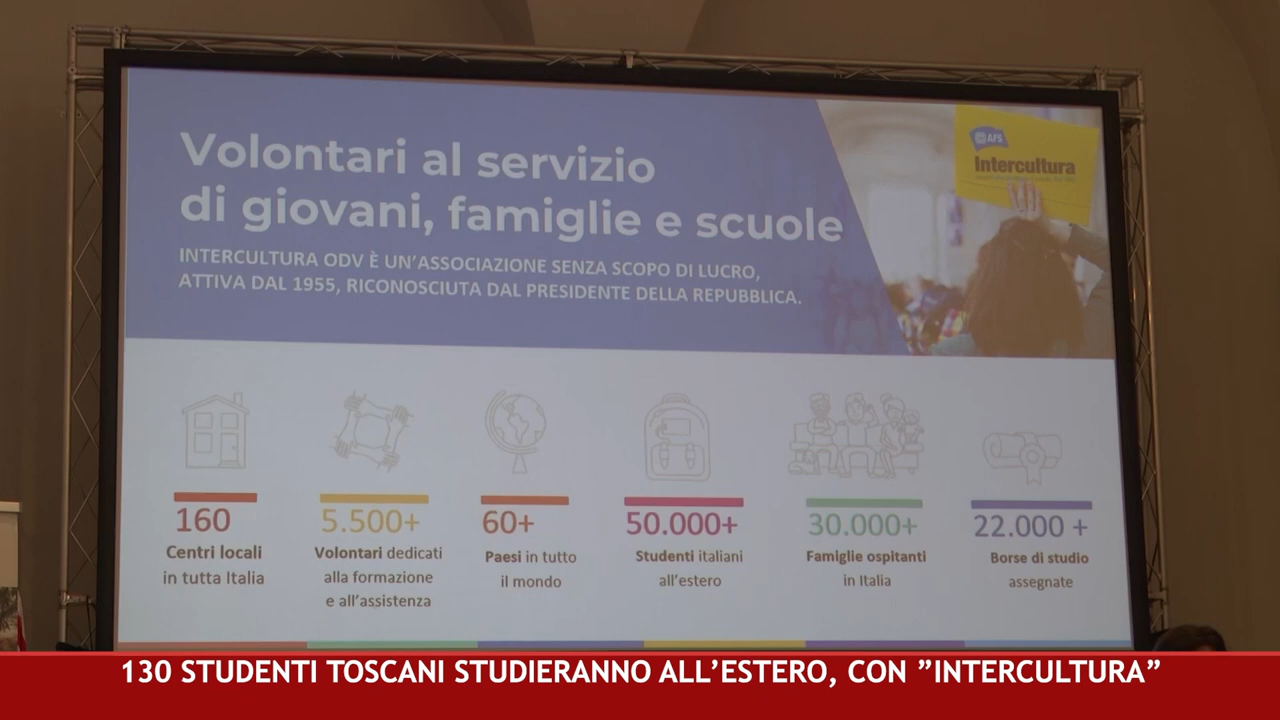 Volontari al servizio
di giovani, famiglie e scuole
INTERCULTURA ODV È UN'ASSOCIAZIONE SENZA SCOPO DI LUCRO,
ATTIVA DAL 1955, RICONOSCIUTA DAL PRESIDENTE DELLA REPUBBLICA.
AFS
Intercultura
160
Centri locali
in tutta Italia
5.500+
Volontari dedicati
alla formazione
e all'assistenza
60+
Paesi in tutto
il mondo
50.000+
Studenti italiani
all'estero
30.000+
Famiglie ospitanti
in Italia
22.000 +
Borse di studio
assegnate
130 STUDENTI TOSCANI STUDIERANNO ALL'ESTERO, CON ”INTERCULTURA”